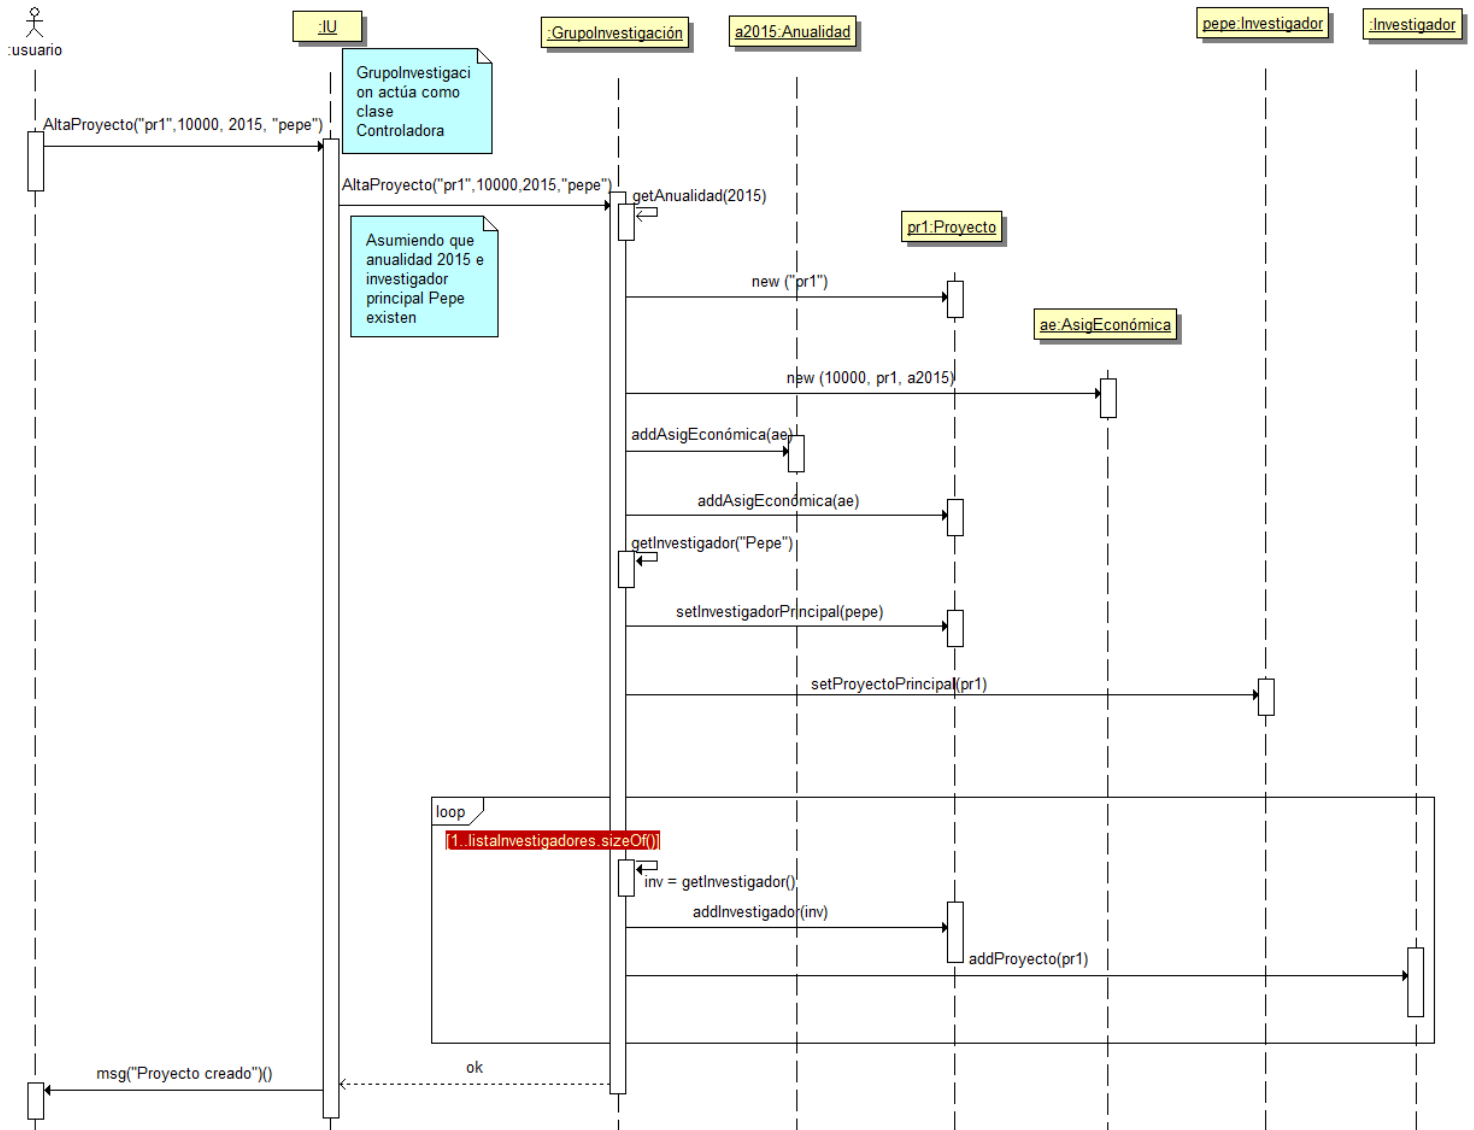 :usuario
:IU
:GrupoInvestigación
a2015:Anualidad
pepe:Investigador
:Investigador
GrupoInvestigaci
on actúa como
clase
Controladora
AltaProyecto("pr1",10000, 2015, "pepe")
AltaProyecto("pr1",10000,2015,"pepe")
getAnualidad(2015)
Asumiendo que
anualidad 2015 e
investigador
principal Pepe
existen
pr1:Proyecto
new ("pr1")
ae:AsigEconómica
new (10000, pr1, a2015)
addAsigEconómica(ae)
addAsigEconómica(ae)
getInvestigador("Pepe")
setInvestigadorPrincipal(pepe)
setProyectoPrincipal(pr1)
loop
[1..listaInvestigadores.sizeOf()]
inv = getInvestigador()
addInvestigador(inv)
addProyecto(pr1)
ok
msg("Proyecto creado")()